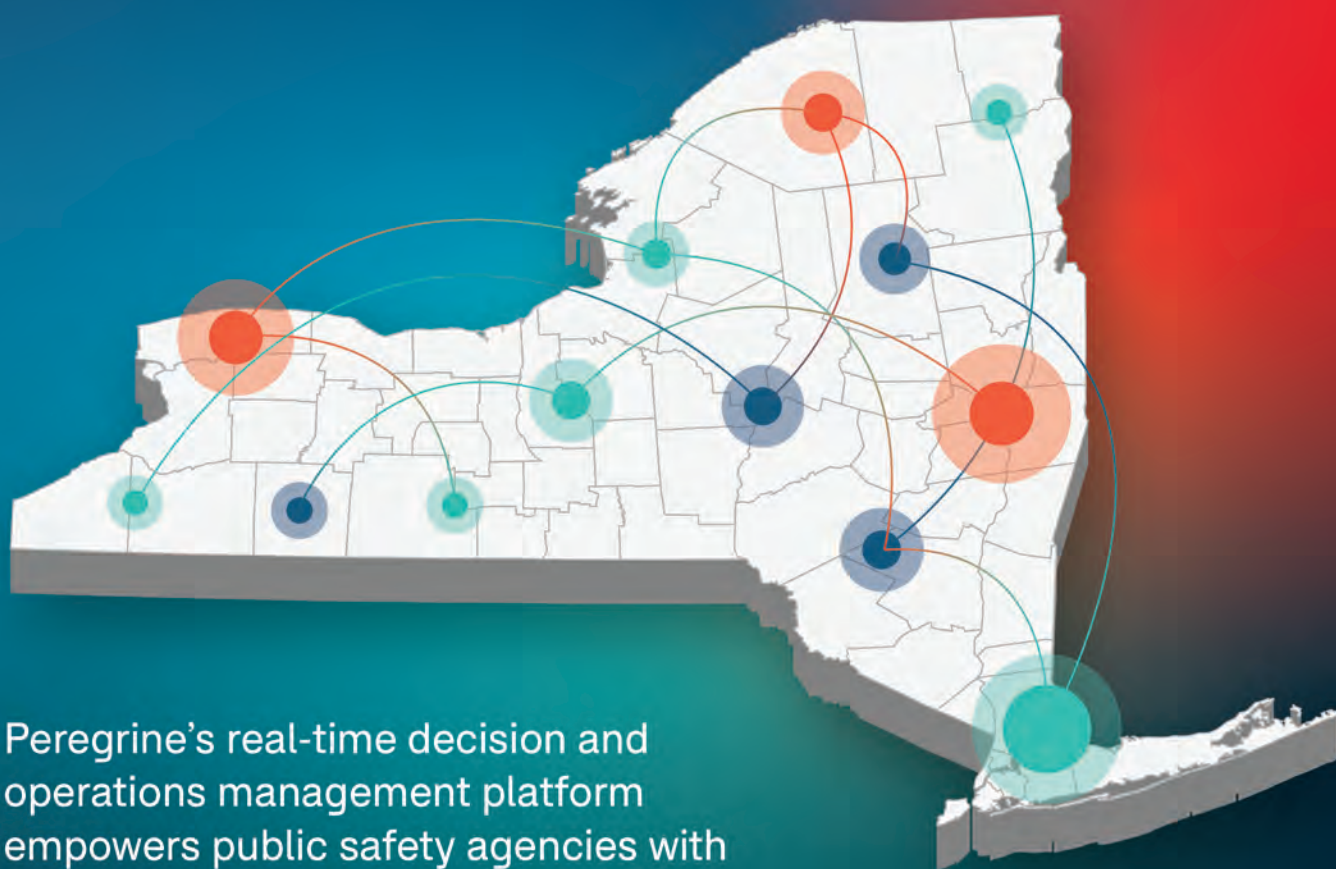 Peregrine’s real-time decision and
operations management platform
empowers public safety agencies with